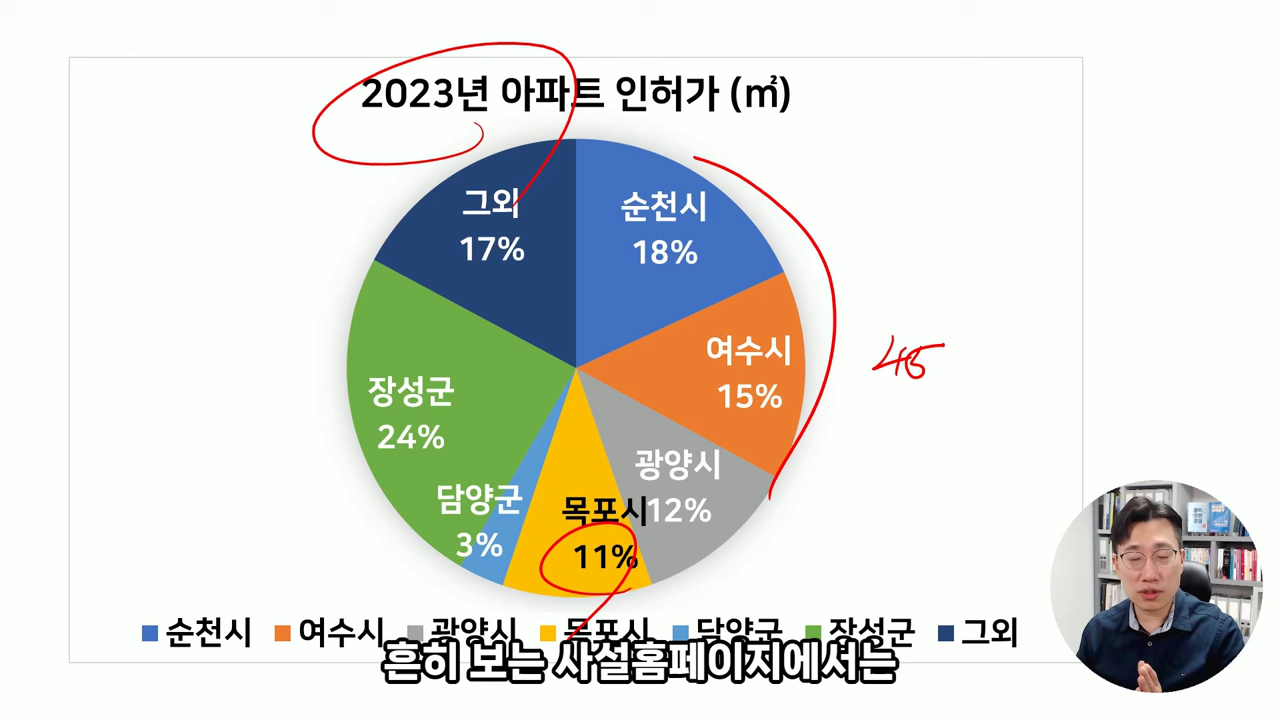 2023년 아파트 인허가 (㎡)
그외
17%
순천시
18%
여수시
15%
45
장성군
24%
광양시
12%
담양군
3%
목포시
11%
순천시 여수시 광양시 목포시 담양군 장성군 그외
흔히 보는 사설홈페이지에서는